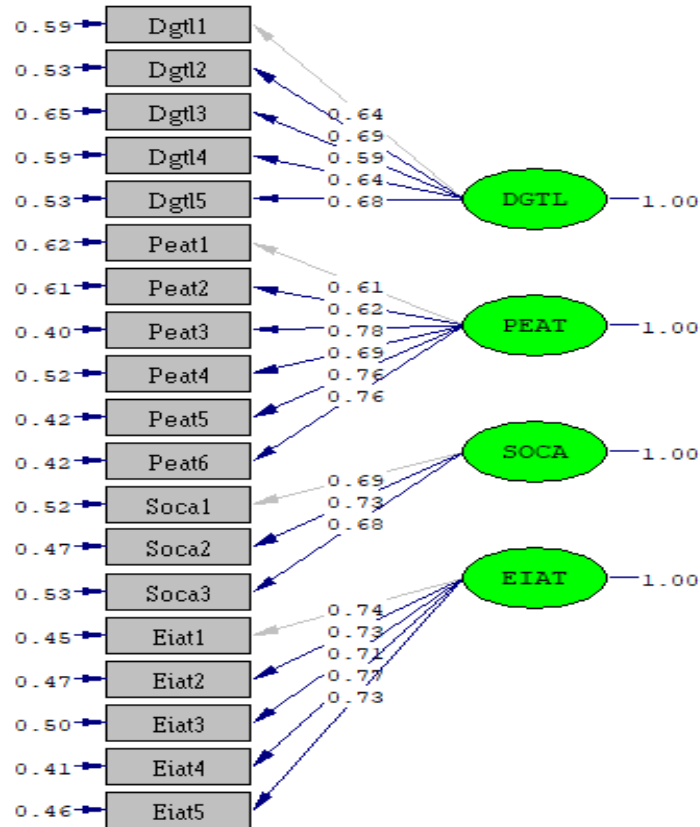 0.59 Dgtl1
0.53 Dgtl2
0.65 Dgtl3 0.64
0.69
0.59 Dgtl4 0.59
0.64
0.53 Dgtl5 0.68 DGTL 1.00
0.62 Peat1
0.61 Peat2 0.61
0.62
0.40 Peat3 0.78 PEAT 1.00
0.69
0.52 Peat4 0.76
0.76
0.42 Peat5
0.42 Peat6 SOCA 1.00
0.69
0.52 Soca1 0.73
0.68
0.47 Soca2
0.53 Soca3 EIAT 1.00
0.74
0.45 Eiat1 0.73
0.71
0.47 Eiat2 0.77
0.73
0.50 Eiat3
0.41 Eiat4
0.46 Eiat5